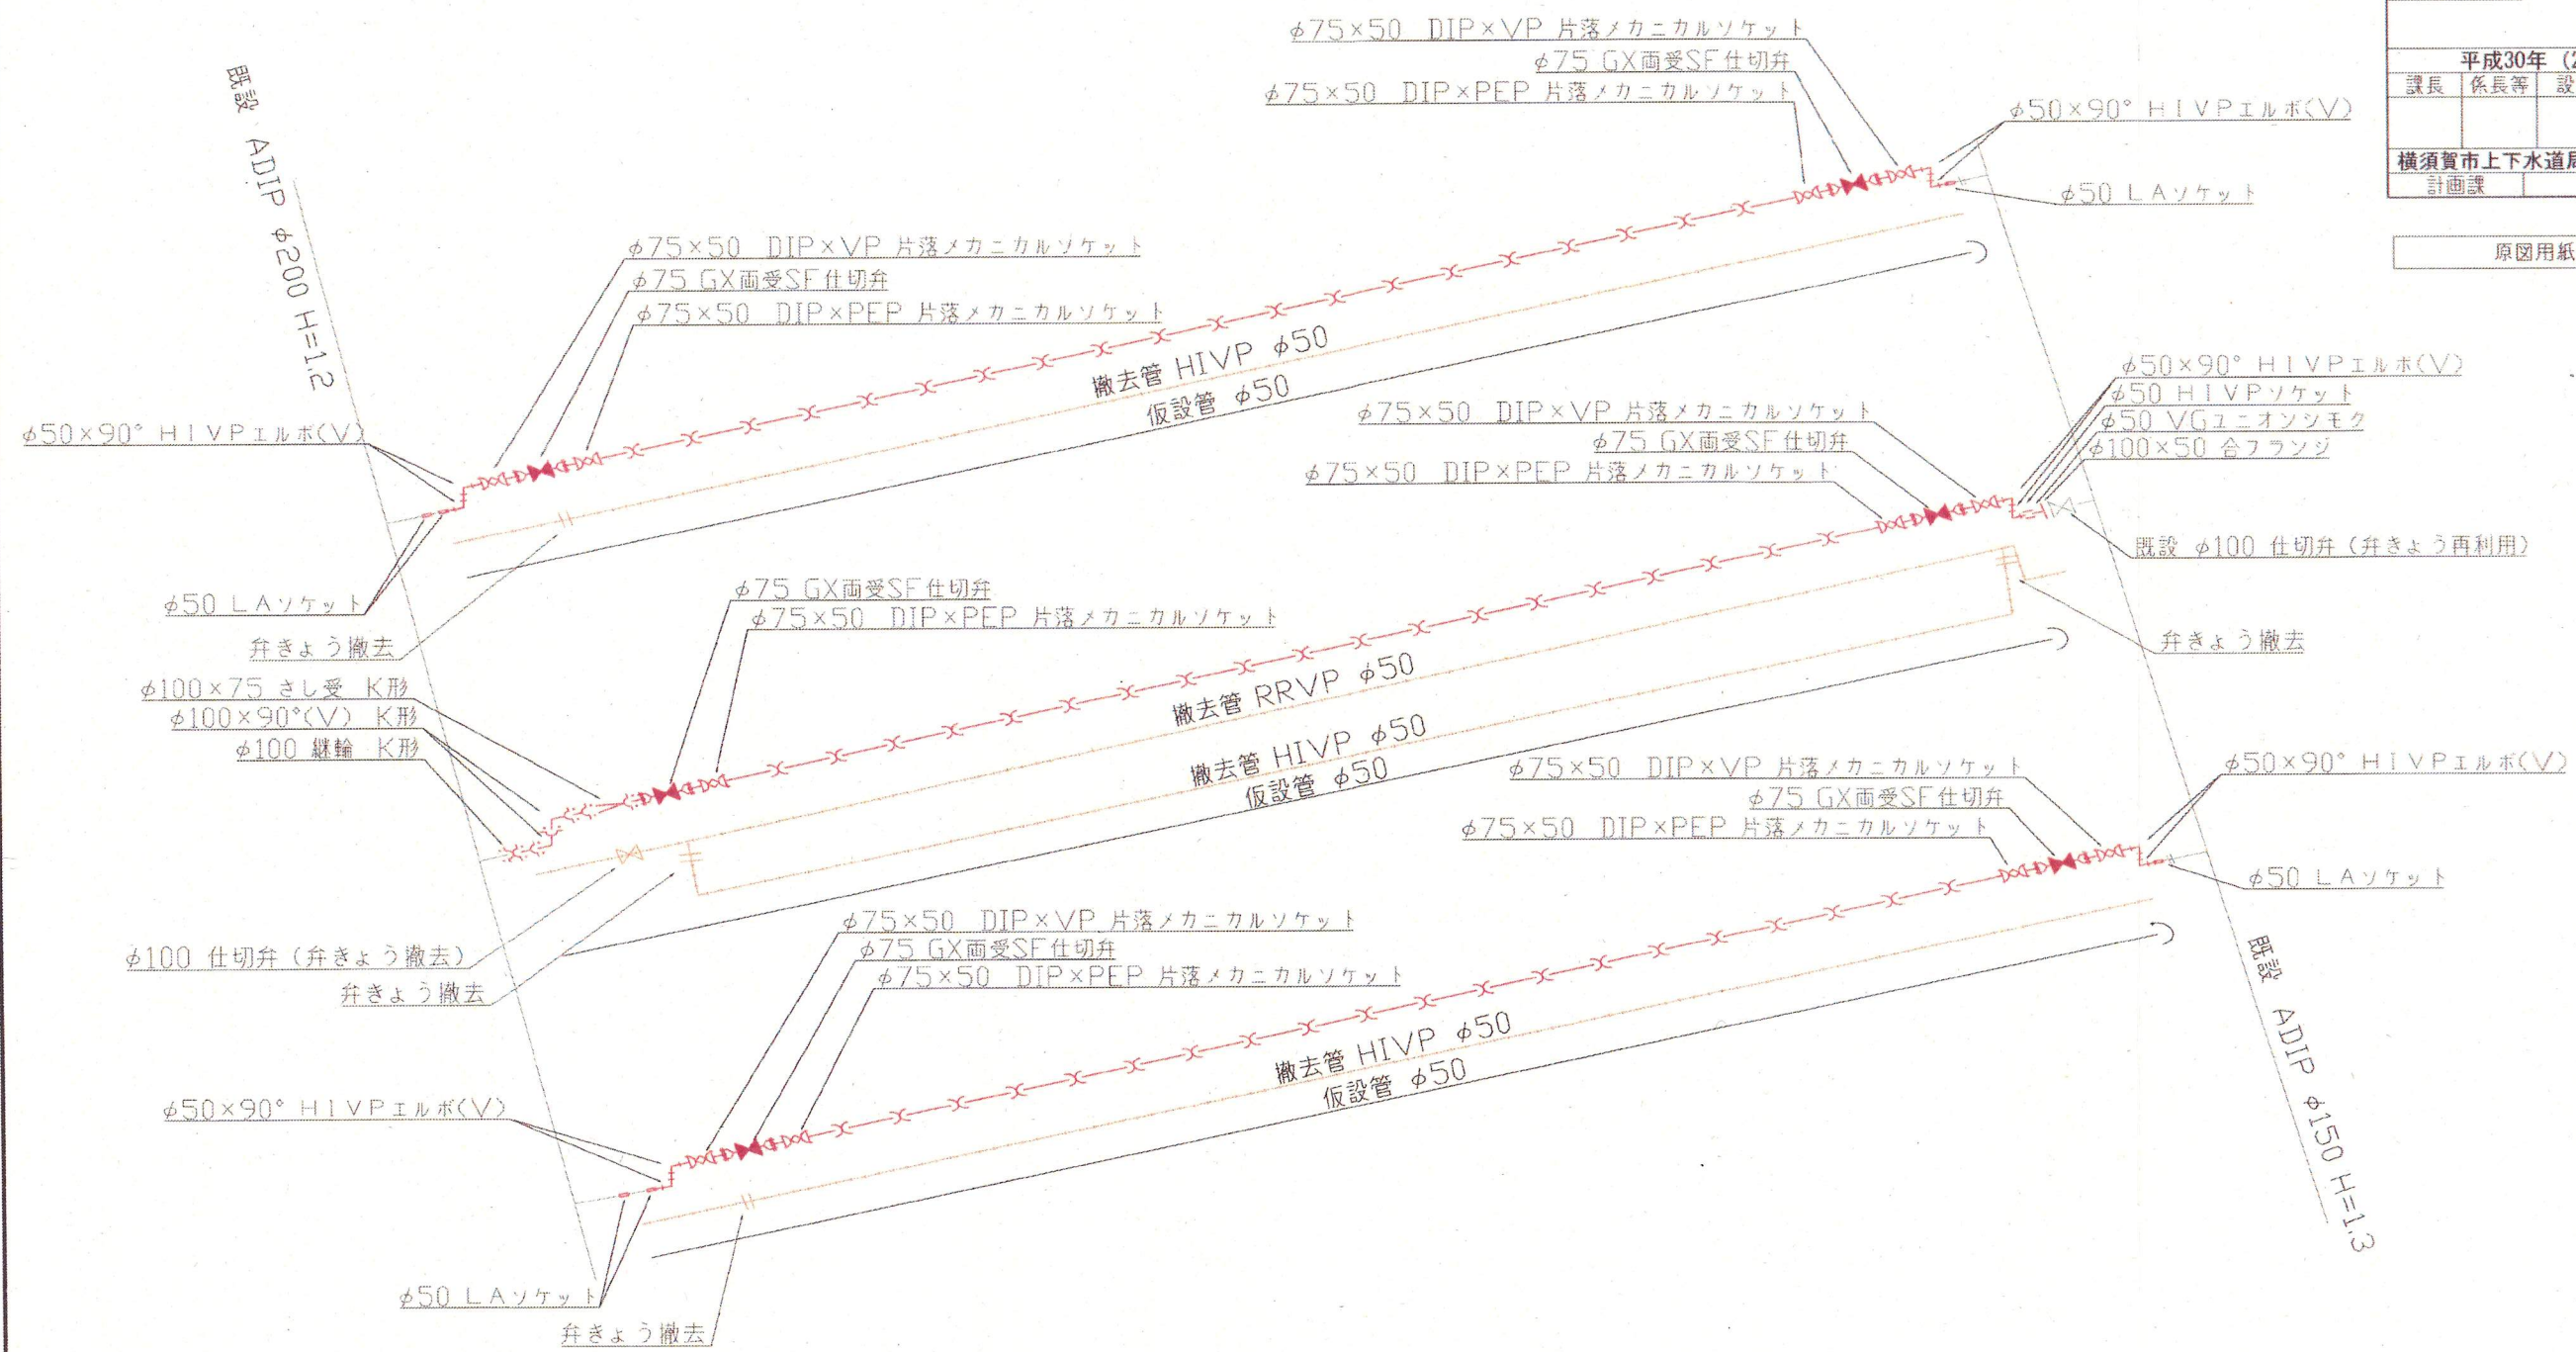 φ75×50 DIP×VP 片落メカニカルソケット
φ75 GX両受SF仕切弁
φ75×50 DIP×PEP 片落メカニカルソケット
φ50×90° HIVPエルボ(V)
φ50 LAソケット
平成30年 (2
課長 係長等 設
横須賀市上下水道局
計画課
原図用紙
既設 ADIP φ200 H=1.2
φ75×50 DIP×VP 片落メカニカルソケット
φ75 GX両受SF仕切弁
φ75×50 DIP×PEP 片落メカニカルソケット
撤去管 HIVP φ50
仮設管 φ50
φ50×90° HIVPエルボ(V)
φ50 LAソケット
弁きょう撤去
φ75×50 DIP×VP 片落メカニカルソケット
φ75 GX両受SF仕切弁
φ75×50 DIP×PEP 片落メカニカルソケット
φ50×90° HIVPエルボ(V)
φ50 HIVPソケット
φ50 VGユニオンシモク
φ100×50 合フランジ
既設 φ100 仕切弁(弁きょう再利用)
弁きょう撤去
φ75 GX両受SF仕切弁
φ75×50 DIP×PEP 片落メカニカルソケット
φ100×75 さし受 K形
φ100×90°(V) K形
φ100 継輪 K形
撤去管 RRVP φ50
撤去管 HIVP φ50
仮設管 φ50
φ100 仕切弁(弁きょう撤去)
弁きょう撤去
φ75×50 DIP×VP 片落メカニカルソケット
φ75 GX両受SF仕切弁
φ75×50 DIP×PEP 片落メカニカルソケット
φ50×90° HIVPエルボ(V)
φ50 LAソケット
φ75×50 DIP×VP 片落メカニカルソケット
φ75 GX両受SF仕切弁
φ75×50 DIP×PEP 片落メカニカルソケット
既設 ADIP φ150 H=1.3
撤去管 HIVP φ50
仮設管 φ50
φ50×90° HIVPエルボ(V)
φ50 LAソケット
弁きょう撤去